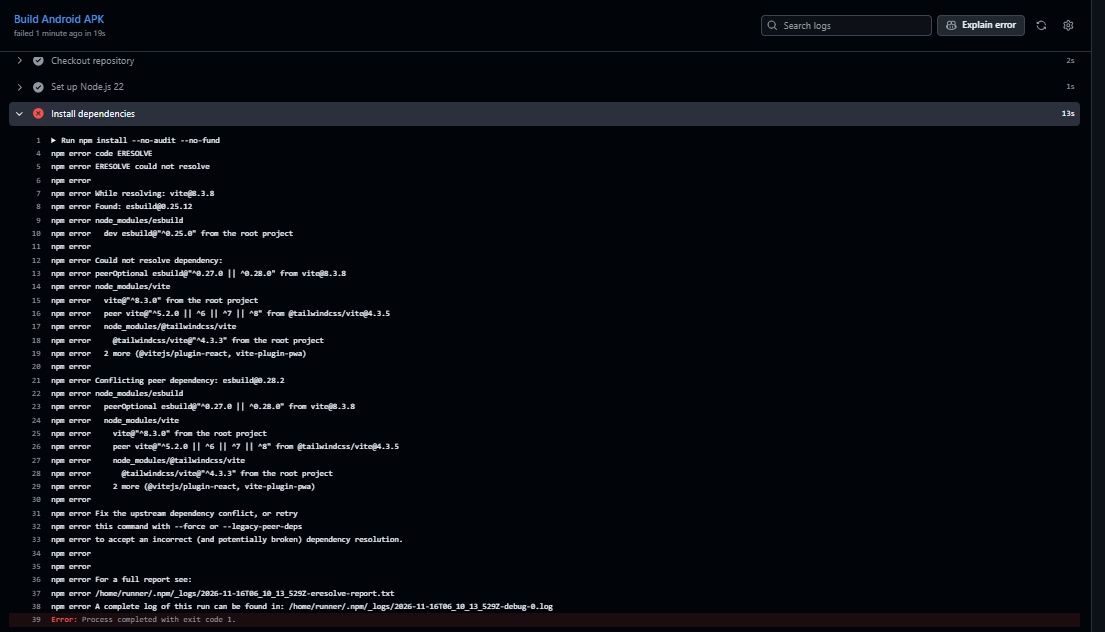 Build Android APK
failed 1 minute ago in 19s
Search logs
Explain error
Checkout repository
2s
Set up Node.js 22
1s
Install dependencies
13s
1 ▶ Run npm install --no-audit --no-fund
4 npm error code ERESOLVE
5 npm error ERESOLVE could not resolve
6 npm error
7 npm error While resolving: vite@8.3.8
8 npm error Found: esbuild@0.25.12
9 npm error node_modules/esbuild
10 npm error   dev esbuild@"^0.25.0" from the root project
11 npm error
12 npm error Could not resolve dependency:
13 npm error peerOptional esbuild@"^0.27.0 || ^0.28.0" from vite@8.3.8
14 npm error node_modules/vite
15 npm error   vite@"^8.3.0" from the root project
16 npm error   peer vite@"^5.2.0 || ^6 || ^7 || ^8" from @tailwindcss/vite@4.3.5
17 npm error   node_modules/@tailwindcss/vite
18 npm error     @tailwindcss/vite@"^4.3.3" from the root project
19 npm error   2 more (@vitejs/plugin-react, vite-plugin-pwa)
20 npm error
21 npm error Conflicting peer dependency: esbuild@0.28.2
22 npm error node_modules/esbuild
23 npm error   peerOptional esbuild@"^0.27.0 || ^0.28.0" from vite@8.3.8
24 npm error   node_modules/vite
25 npm error     vite@"^8.3.0" from the root project
26 npm error     peer vite@"^5.2.0 || ^6 || ^7 || ^8" from @tailwindcss/vite@4.3.5
27 npm error     node_modules/@tailwindcss/vite
28 npm error       @tailwindcss/vite@"^4.3.3" from the root project
29 npm error     2 more (@vitejs/plugin-react, vite-plugin-pwa)
30 npm error
31 npm error Fix the upstream dependency conflict, or retry
32 npm error this command with --force or --legacy-peer-deps
33 npm error to accept an incorrect (and potentially broken) dependency resolution.
34 npm error
35 npm error
36 npm error For a full report see:
37 npm error /home/runner/.npm/_logs/2026-11-16T06_10_13_529Z-eresolve-report.txt
38 npm error A complete log of this run can be found in: /home/runner/.npm/_logs/2026-11-16T06_10_13_529Z-debug-0.log
39 Error: Process completed with exit code 1.